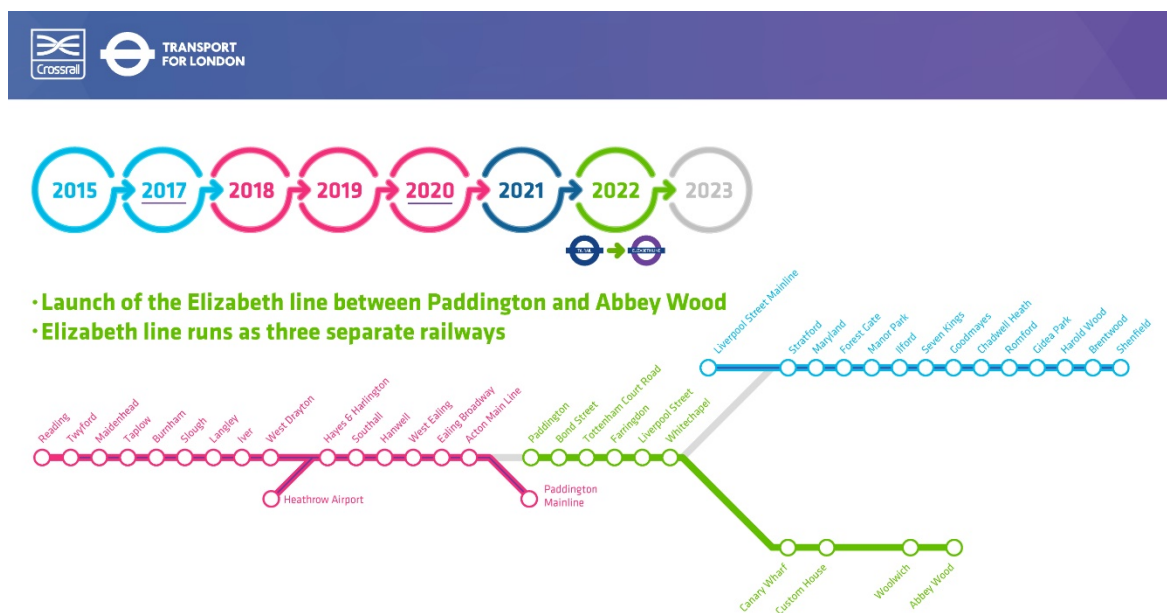 Crossrail
TRANSPORT
FOR LONDON
2015
2017
2018
2019
2020
2021
2022
2023
TFL RAIL
ELIZABETH LINE
· Launch of the Elizabeth line between Paddington and Abbey Wood
· Elizabeth line runs as three separate railways
Liverpool Street Mainline
Stratford
Maryland
Forest Gate
Manor Park
Ilford
Seven Kings
Goodmayes
Chadwell Heath
Romford
Gidea Park
Harold Wood
Brentwood
Shenfield
Reading
Twyford
Maidenhead
Taplow
Burnham
Slough
Langley
Iver
West Drayton
Hayes & Harlington
Southall
Hanwell
West Ealing
Ealing Broadway
Acton Main Line
Paddington
Bond Street
Tottenham Court Road
Farringdon
Liverpool Street
Whitechapel
Heathrow Airport
Paddington
Mainline
Canary Wharf
Custom House
Woolwich
Abbey Wood